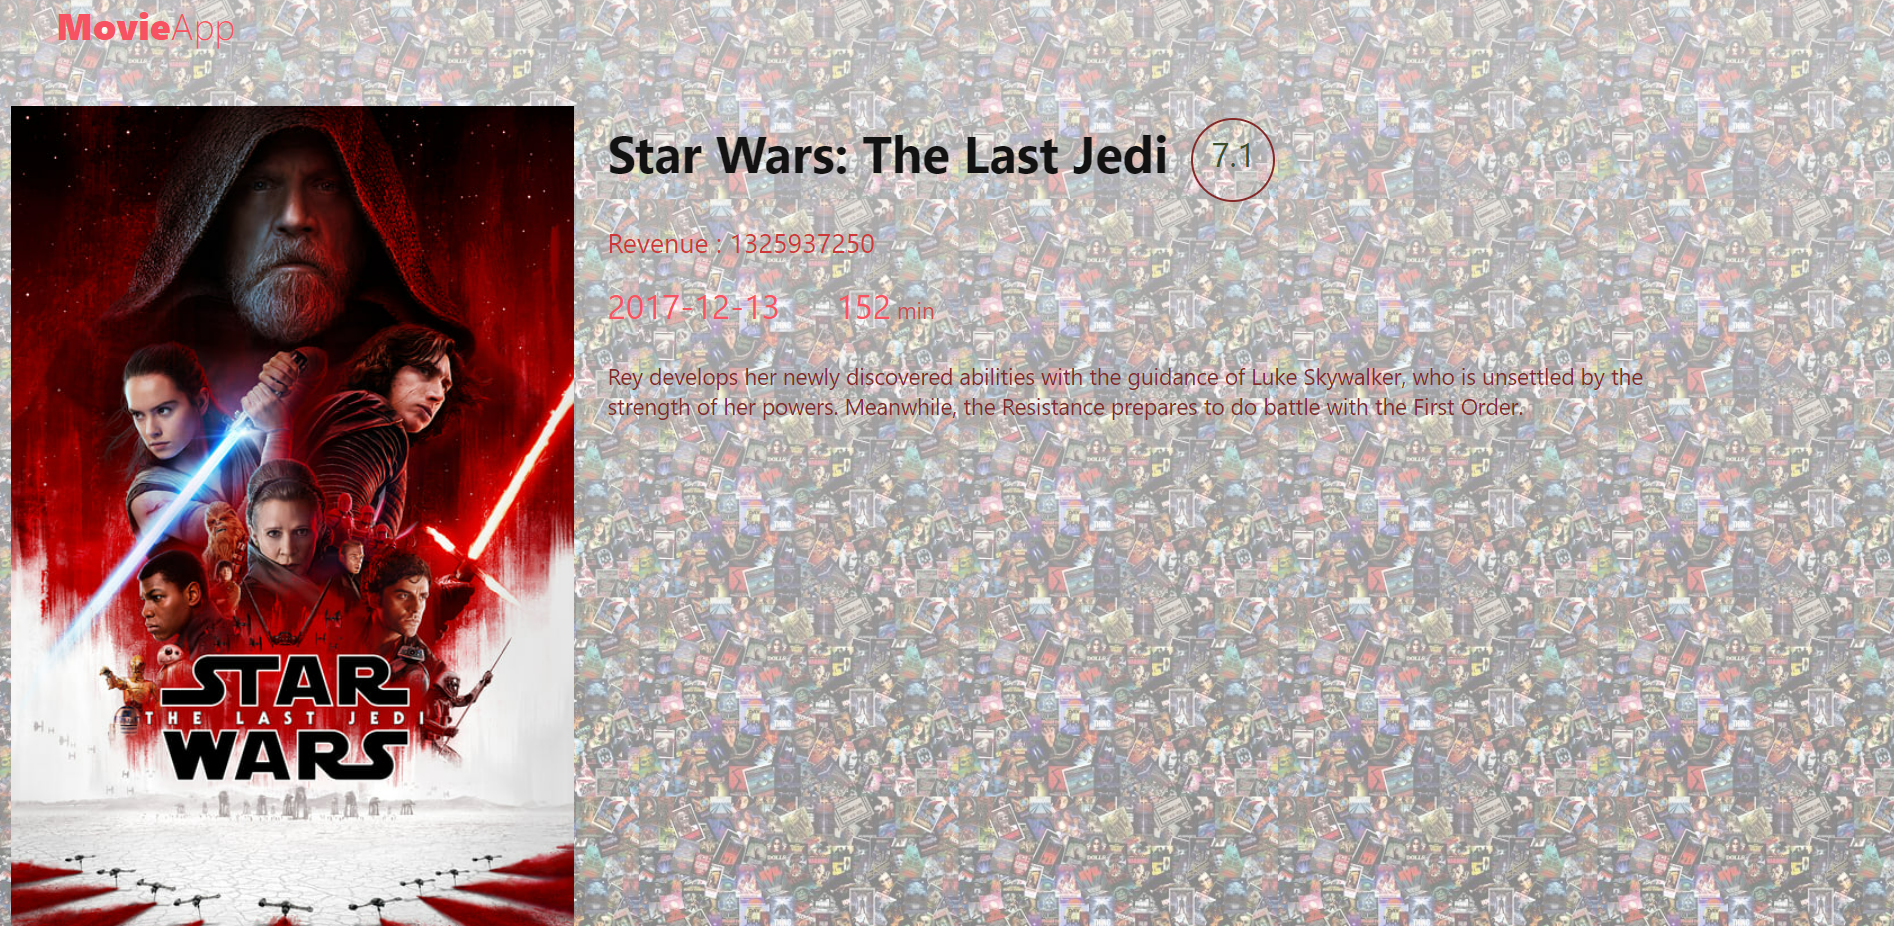 MovieApp
Star Wars: The Last Jedi 7.1
Revenue : 1325937250
2017-12-13 152 min
Rey develops her newly discovered abilities with the guidance of Luke Skywalker, who is unsettled by the
strength of her powers. Meanwhile, the Resistance prepares to do battle with the First Order.
STAR
THE LAST JEDI
WARS